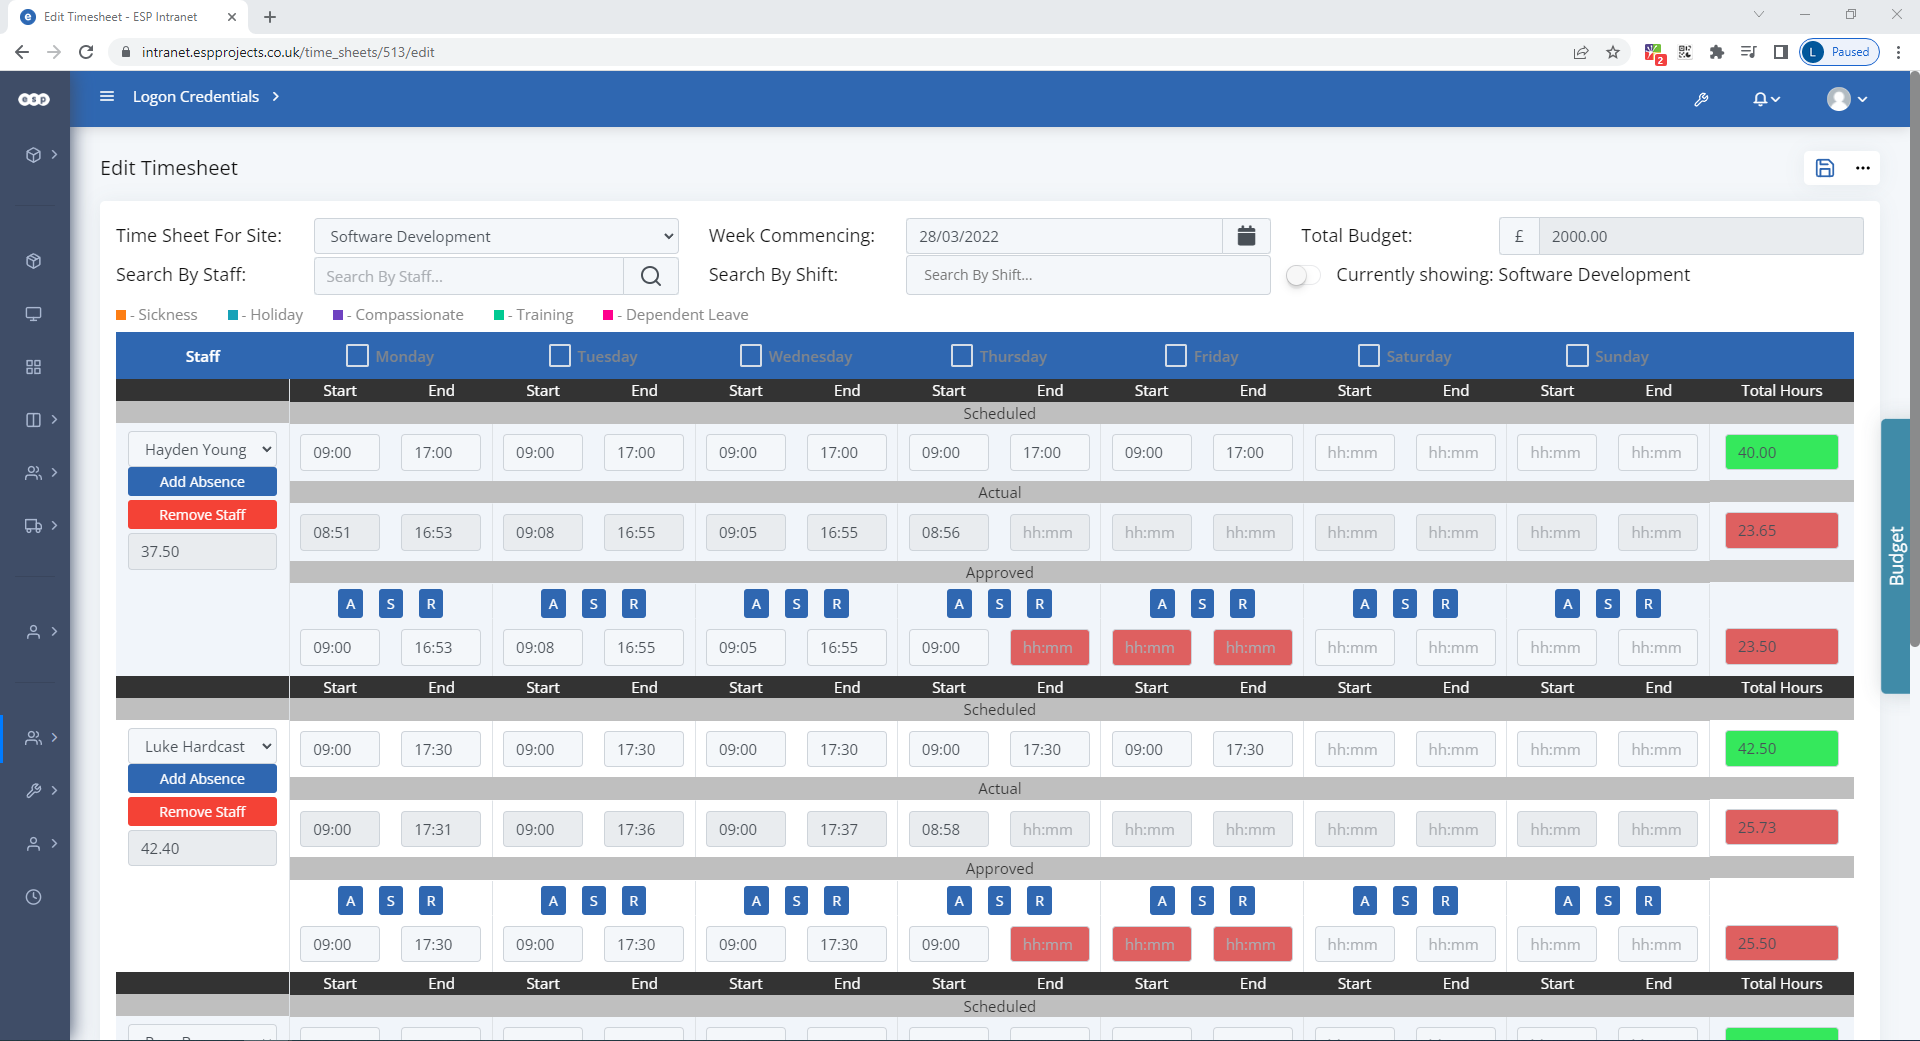 Edit Timesheet - ESP Intranet
intranet.espprojects.co.uk/time_sheets/513/edit
2
L Paused
esp
Logon Credentials
Edit Timesheet
Time Sheet For Site: Software Development Week Commencing: 28/03/2022 Total Budget: £ 2000.00
Search By Staff: Search By Staff... Search By Shift: Search By Shift... Currently showing: Software Development
- Sickness - Holiday - Compassionate - Training - Dependent Leave
Staff Monday Tuesday Wednesday Thursday Friday Saturday Sunday
Start End Start End Start End Start End Start End Start End Start End Total Hours
Scheduled
Hayden Young 09:00 17:00 09:00 17:00 09:00 17:00 09:00 17:00 09:00 17:00 hh:mm hh:mm hh:mm hh:mm 40.00
Add Absence
Actual
Remove Staff
08:51 16:53 09:08 16:55 09:05 16:55 08:56 hh:mm hh:mm hh:mm hh:mm hh:mm hh:mm hh:mm 23.65
37.50
Approved
A S R A S R A S R A S R A S R A S R A S R
09:00 16:53 09:08 16:55 09:05 16:55 09:00 hh:mm hh:mm hh:mm hh:mm hh:mm hh:mm hh:mm 23.50
Start End Start End Start End Start End Start End Start End Start End Total Hours
Scheduled
Luke Hardcast 09:00 17:30 09:00 17:30 09:00 17:30 09:00 17:30 09:00 17:30 hh:mm hh:mm hh:mm hh:mm 42.50
Add Absence
Actual
Remove Staff
09:00 17:31 09:00 17:36 09:00 17:37 08:58 hh:mm hh:mm hh:mm hh:mm hh:mm hh:mm hh:mm 25.73
42.40
Approved
A S R A S R A S R A S R A S R A S R A S R
09:00 17:30 09:00 17:30 09:00 17:30 09:00 hh:mm hh:mm hh:mm hh:mm hh:mm hh:mm hh:mm 25.50
Start End Start End Start End Start End Start End Start End Start End Total Hours
Scheduled
Budget